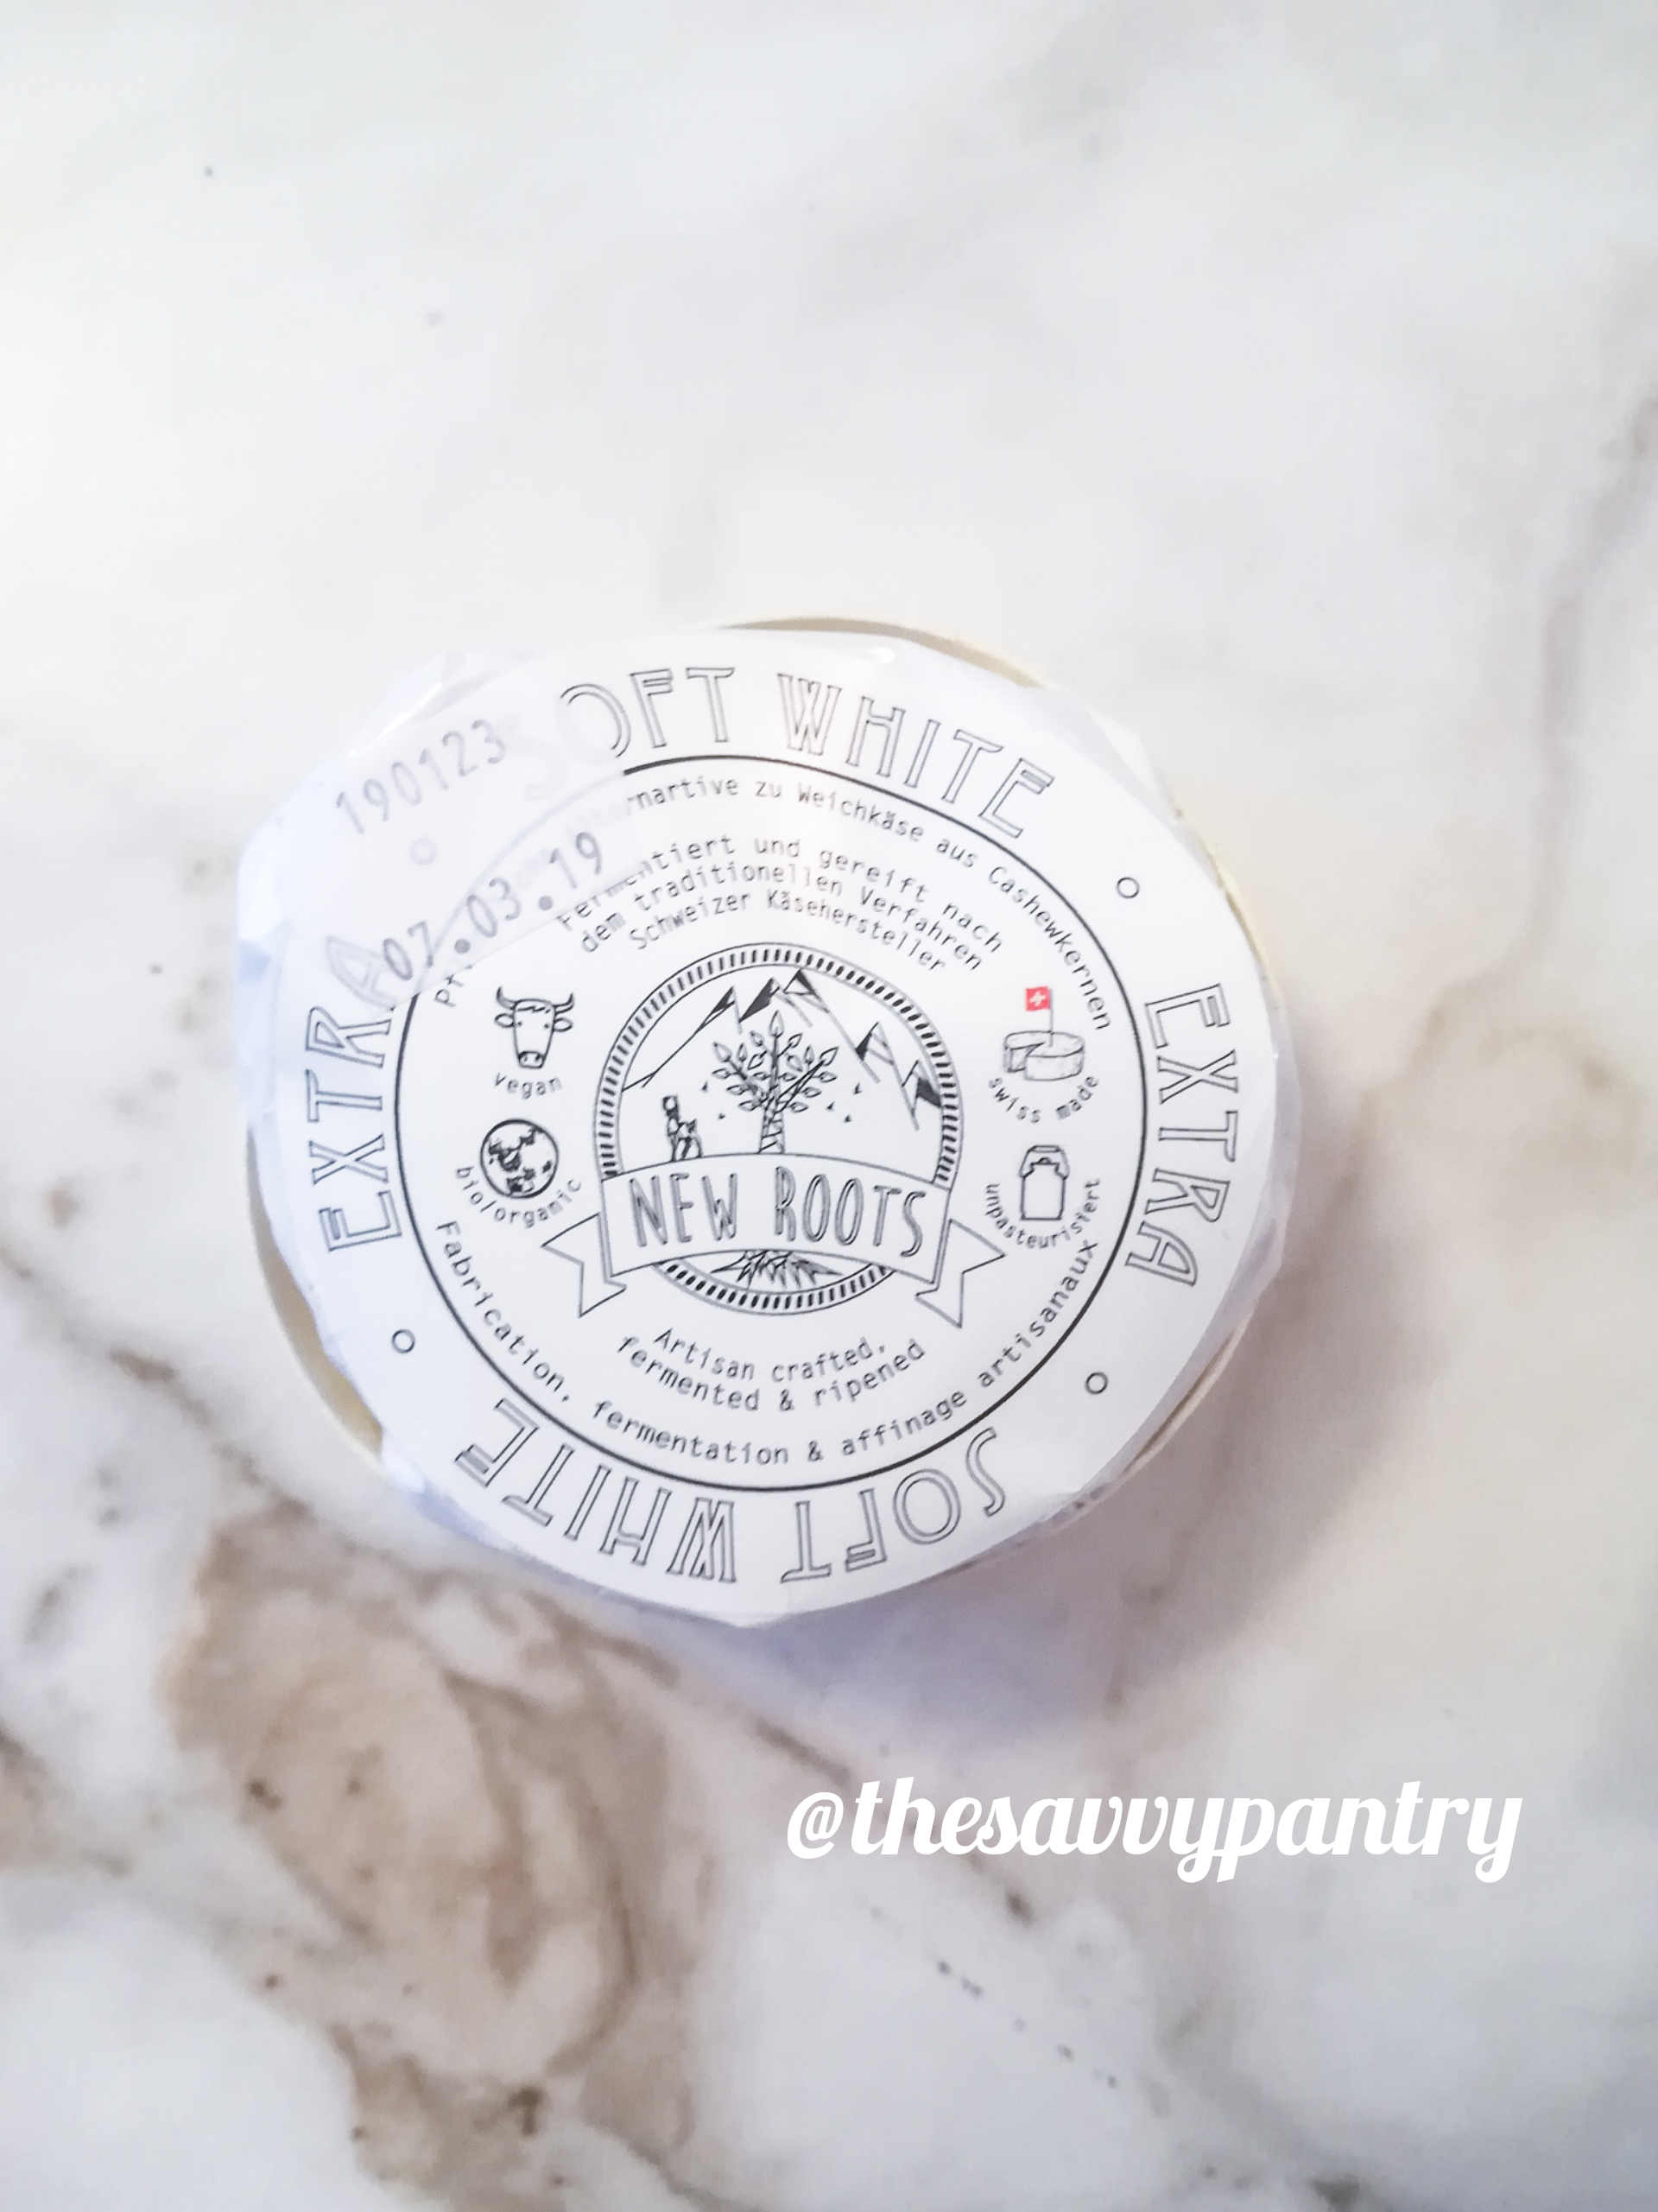 SOFT WHITE
EXTRA
SOFT WHITE
EXTRA
190123
07.03.19
zu Weichkäse aus Cashewkernen
Fermentiert und gereift nach
dem traditionellen Verfahren
Schweizer Käsehersteller
vegan
swiss made
bio/organic
unpasteurisiert
NEW ROOTS
Artisan crafted,
fermented & ripened
Fabrication, fermentation & affinage artisanaux
@thesavvypantry